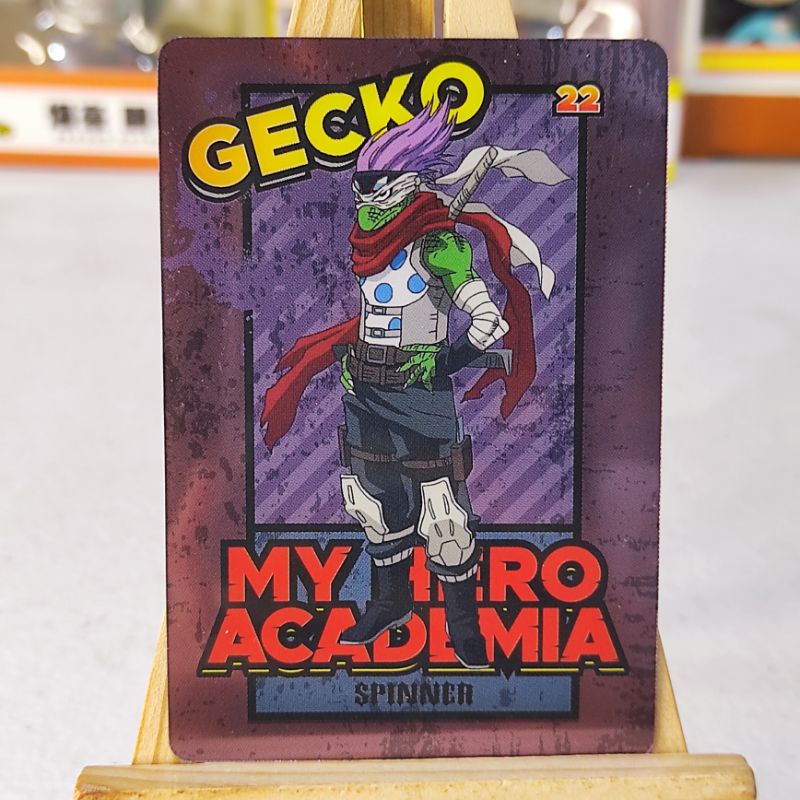 GECKO
22
MY HERO
ACADEMIA
SPINNER